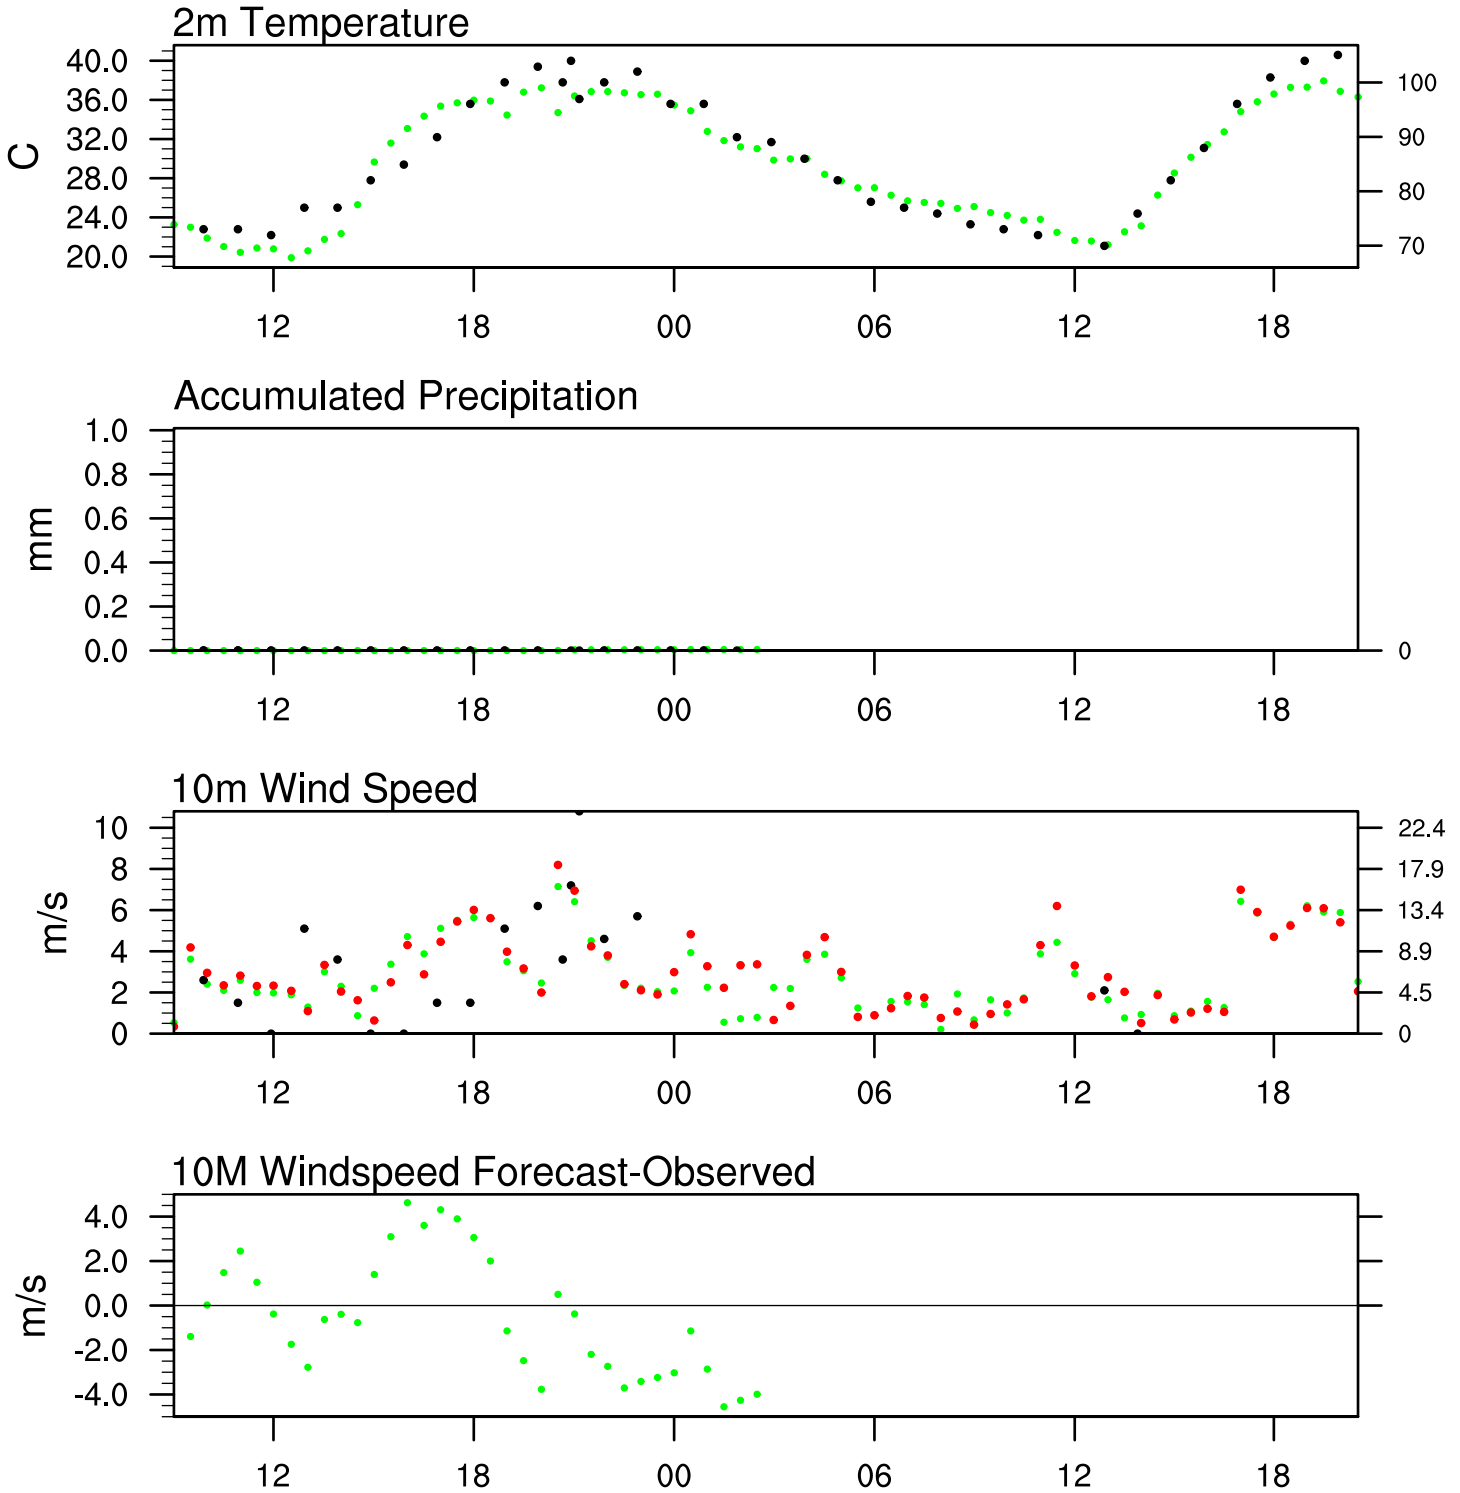 2m Temperature
40.0
36.0
32.0
28.0
24.0
20.0
C
100
90
80
70
12 18 00 06 12 18
Accumulated Precipitation
1.0
0.8
0.6
0.4
0.2
0.0
mm
0
12 18 00 06 12 18
10m Wind Speed
10
8
6
4
2
0
m/s
22.4
17.9
13.4
8.9
4.5
0
12 18 00 06 12 18
10M Windspeed Forecast-Observed
4.0
2.0
0.0
-2.0
-4.0
m/s
12 18 00 06 12 18